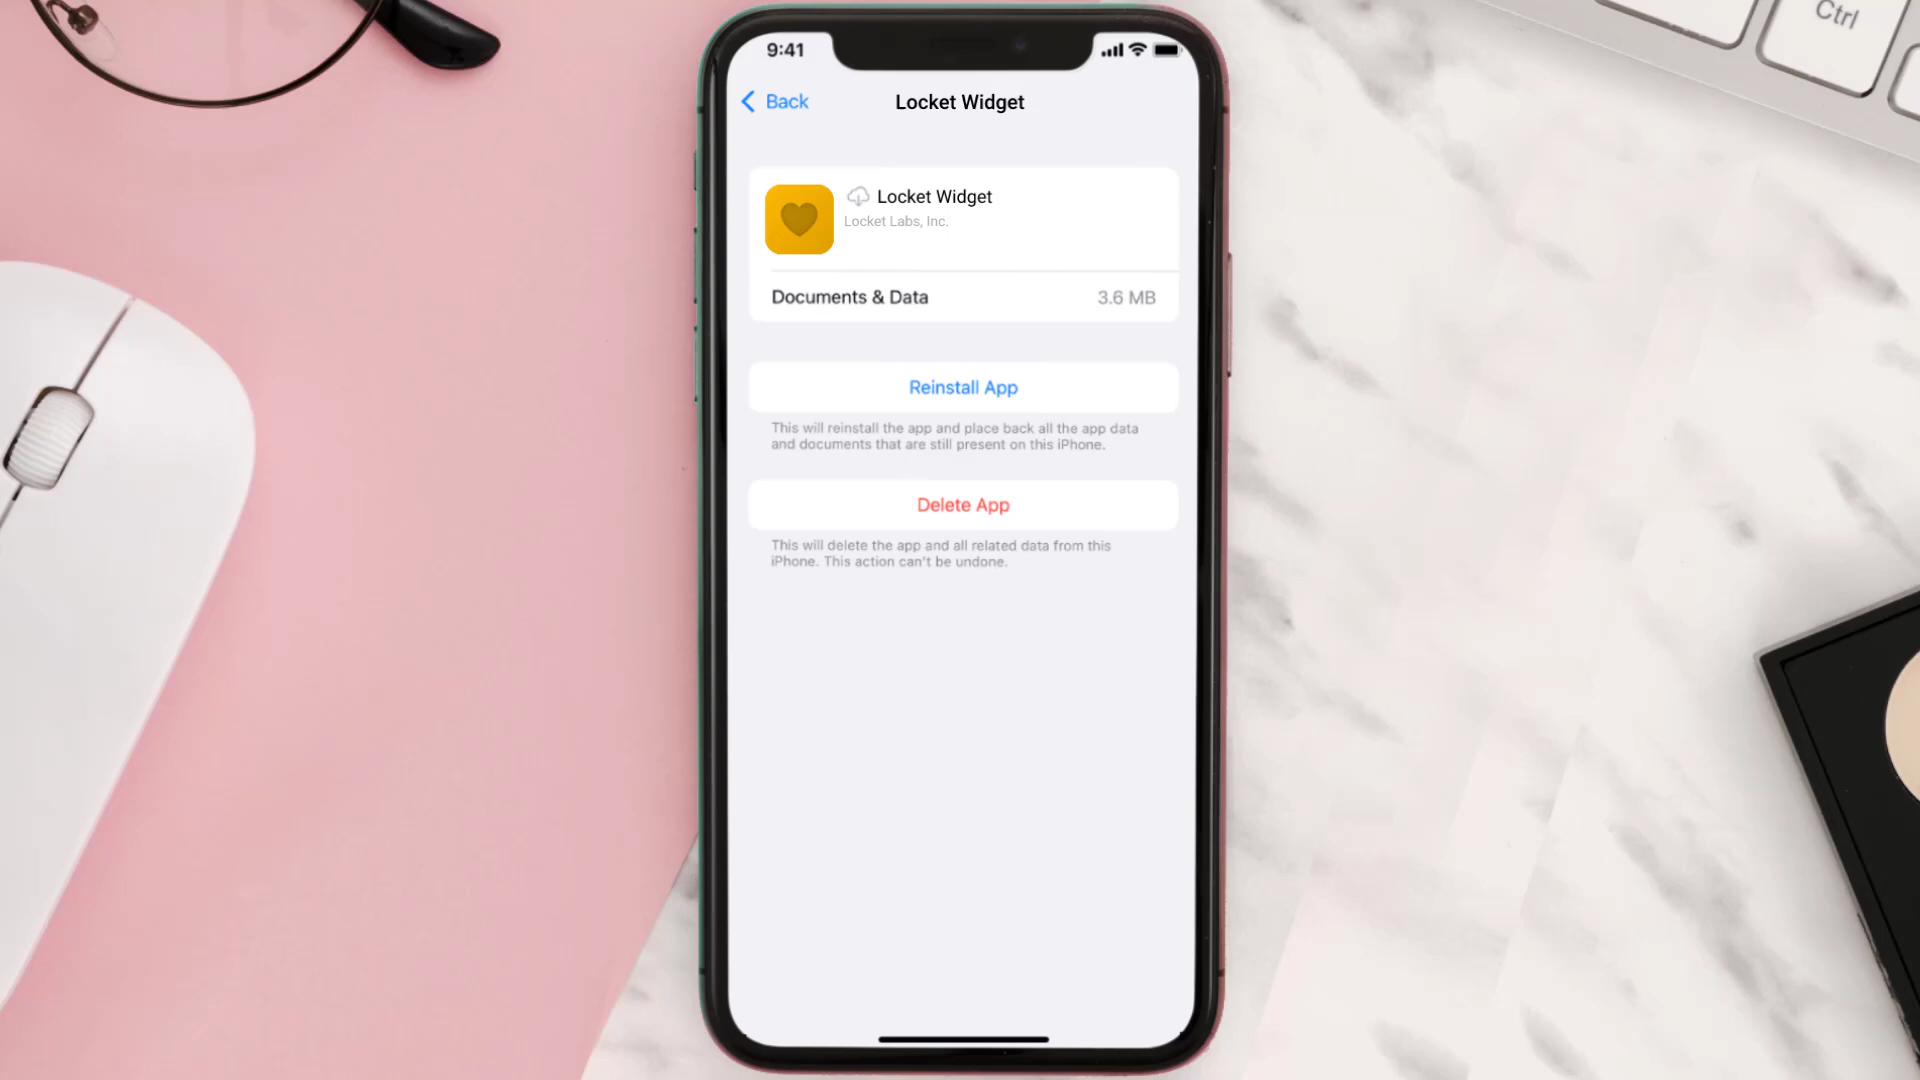 Ctrl
9:41
Back
Locket Widget
Locket Widget
Locket Labs, Inc.
Documents & Data 3.6 MB
Reinstall App
This will reinstall the app and place back all the app data
and documents that are still present on this iPhone.
Delete App
This will delete the app and all related data from this
iPhone. This action can't be undone.